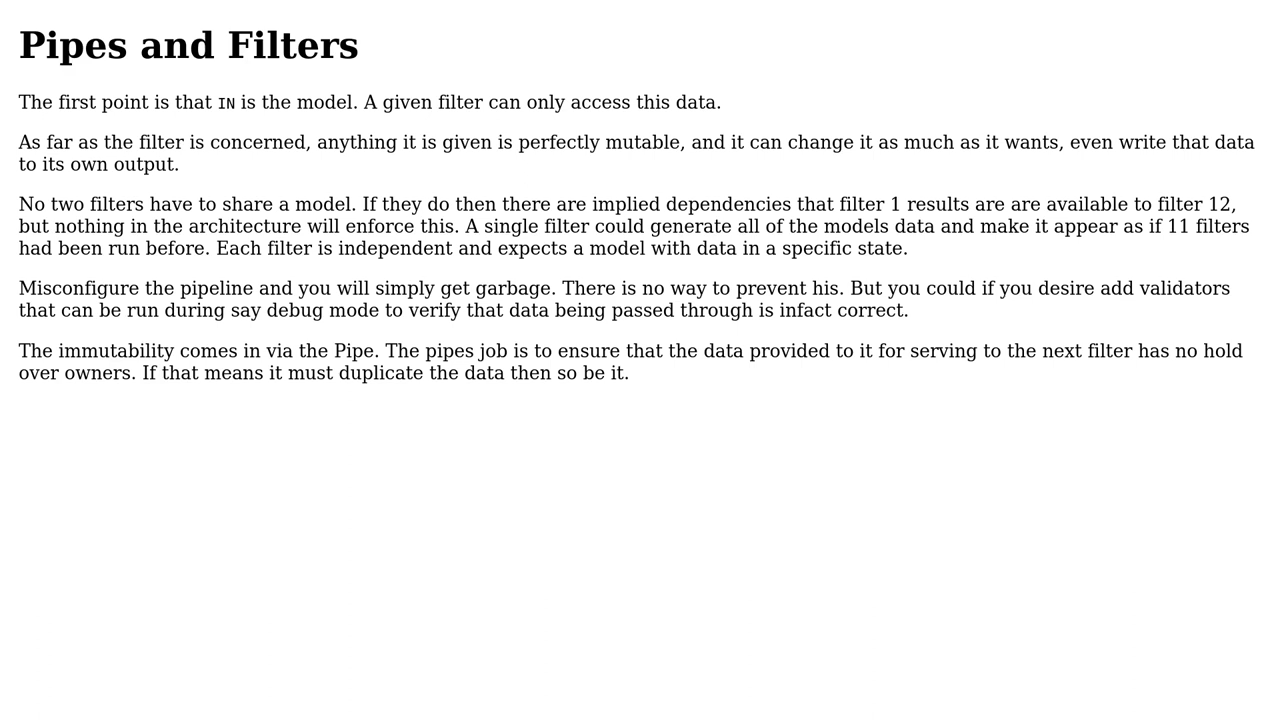 Pipes and Filters
The first point is that IN is the model. A given filter can only access this data.
As far as the filter is concerned, anything it is given is perfectly mutable, and it can change it as much as it wants, even write that data
to its own output.
No two filters have to share a model. If they do then there are implied dependencies that filter 1 results are are available to filter 12,
but nothing in the architecture will enforce this. A single filter could generate all of the models data and make it appear as if 11 filters
had been run before. Each filter is independent and expects a model with data in a specific state.
Misconfigure the pipeline and you will simply get garbage. There is no way to prevent his. But you could if you desire add validators
that can be run during say debug mode to verify that data being passed through is infact correct.
The immutability comes in via the Pipe. The pipes job is to ensure that the data provided to it for serving to the next filter has no hold
over owners. If that means it must duplicate the data then so be it.